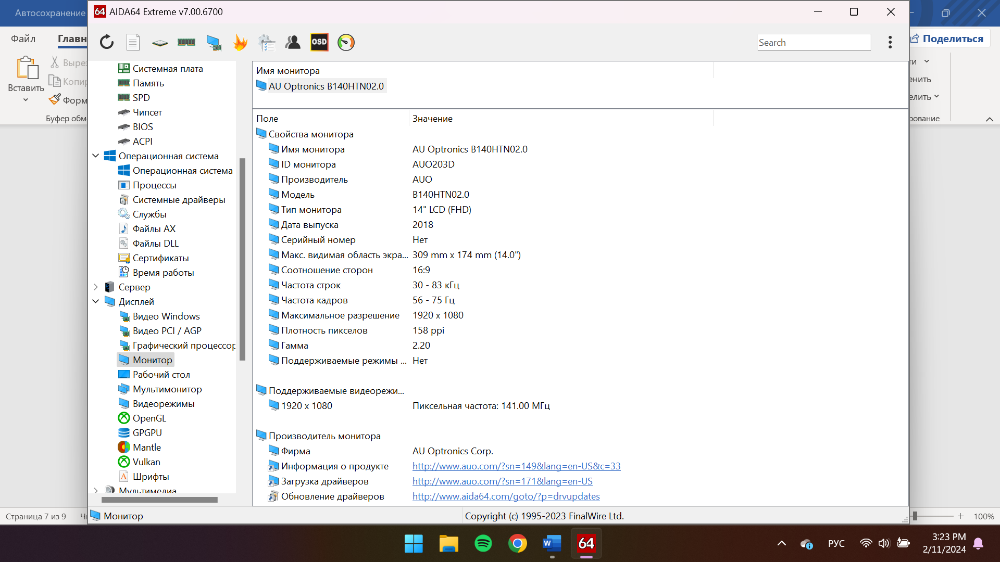 Автосохранение
64 AIDA64 Extreme v7.00.6700
Файл
Главн
OSD
Search
Поделиться
Вставить
Выре
Копир
Форм
Буфер обм
ти
енить
елить
рование
Системная плата
Память
SPD
Чипсет
BIOS
ACPI
Операционная система
Операционная система
Процессы
Системные драйверы
Службы
Файлы AX
Файлы DLL
Сертификаты
Время работы
Сервер
Дисплей
Видео Windows
Видео PCI / AGP
Графический процессор
Монитор
Рабочий стол
Мультимонитор
Видеорежимы
OpenGL
GPGPU
Mantle
Vulkan
Шрифты
Мультимедиа
Имя монитора
AU Optronics B140HTN02.0
Поле Значение
Свойства монитора
Имя монитора AU Optronics B140HTN02.0
ID монитора AUO203D
Производитель AUO
Модель B140HTN02.0
Тип монитора 14" LCD (FHD)
Дата выпуска 2018
Серийный номер Нет
Макс. видимая область экра... 309 mm x 174 mm (14.0")
Соотношение сторон 16:9
Частота строк 30 - 83 кГц
Частота кадров 56 - 75 Гц
Максимальное разрешение 1920 x 1080
Плотность пикселов 158 ppi
Гамма 2.20
Поддерживаемые режимы ... Нет
Поддерживаемые видеорежи...
1920 x 1080 Пиксельная частота: 141.00 МГц
Производитель монитора
Фирма AU Optronics Corp.
Информация о продукте http://www.auo.com/?sn=149&lang=en-US&c=33
Загрузка драйверов http://www.auo.com/?sn=171&lang=en-US
Обновление драйверов http://www.aida64.com/goto/?p=drvupdates
Монитор
Copyright (c) 1995-2023 FinalWire Ltd.
Страница 7 из 9
Ч
100%
W
64
РУС
3:23 PM
2/11/2024